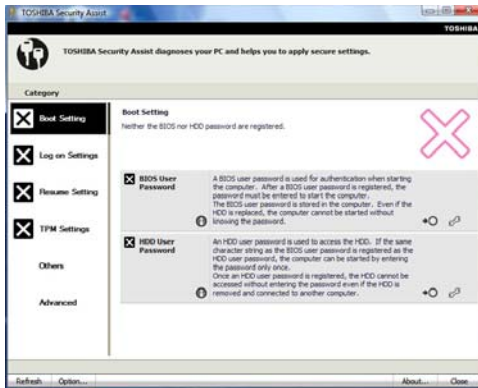 TOSHIBA Security Assist
TOSHIBA
TOSHIBA Security Assist diagnoses your PC and helps you to apply secure settings.
Category
Boot Setting
Log on Settings
Resume Setting
TPM Settings
Others
Advanced
Boot Setting
Neither the BIOS nor HDD password are registered.
BIOS User
Password
A BIOS user password is used for authentication when starting
the computer. After a BIOS user password is registered, the
password must be entered to start the computer.
The BIOS user password is stored in the computer. Even if the
HDD is replaced, the computer cannot be started without
knowing the password.
HDD User
Password
An HDD user password is used to access the HDD. If the same
character string as the BIOS user password is registered as the
HDD user password, the computer can be started by entering
the password only once.
Once an HDD user password is registered, the HDD cannot be
accessed without entering the password even if the HDD is
removed and connected to another computer.
Refresh
Option...
About...
Close